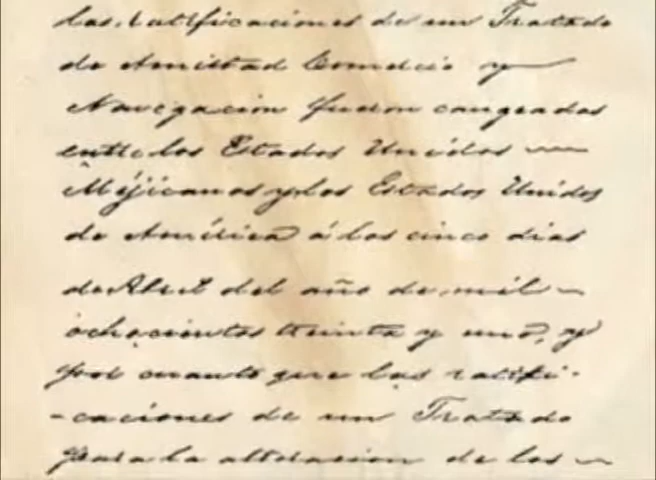 las ratificaciones de un Tratado
de Amistad Comercio y
Navegacion fueron cangeadas
entre los Estados Unidos
Méjicanos y los Estados Unidos
de América á los cinco dias
de Abril del año de mil
ochocientos treinta y uno, y
por cuanto que las ratifi-
-caciones de un Tratado
para la alteracion de los